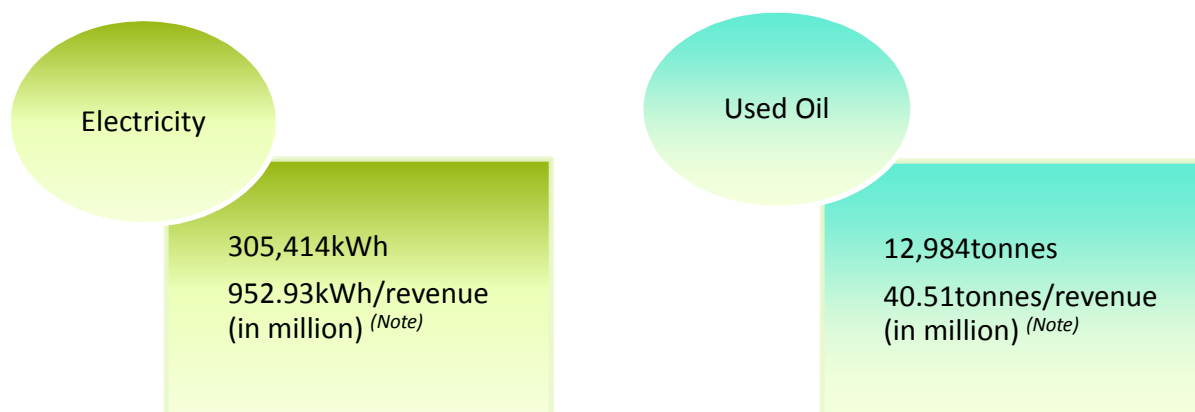 Electricity
305,414kWh
952.93kWh/revenue
(in million) (Note)
Used Oil
12,984tonnes
40.51tonnes/revenue
(in million) (Note)